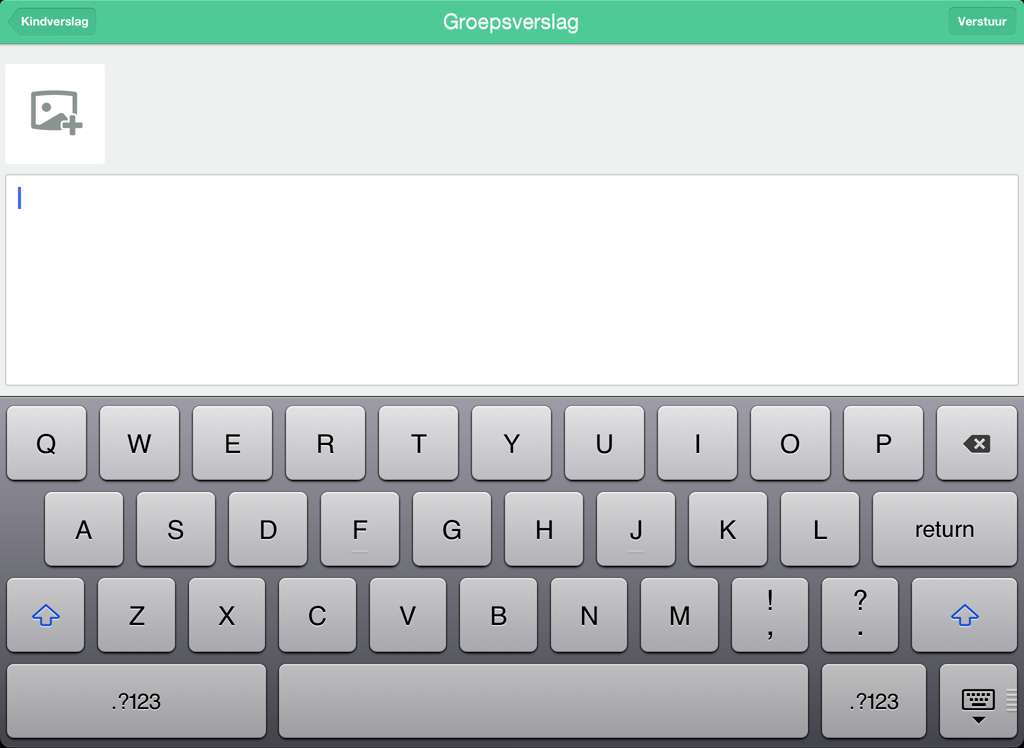 Kindverslag Groepsverslag Verstuur
Q W E R T Y U I O P
A S D F G H J K L return
Z X C V B N M ! , ? .
.?123 .?123